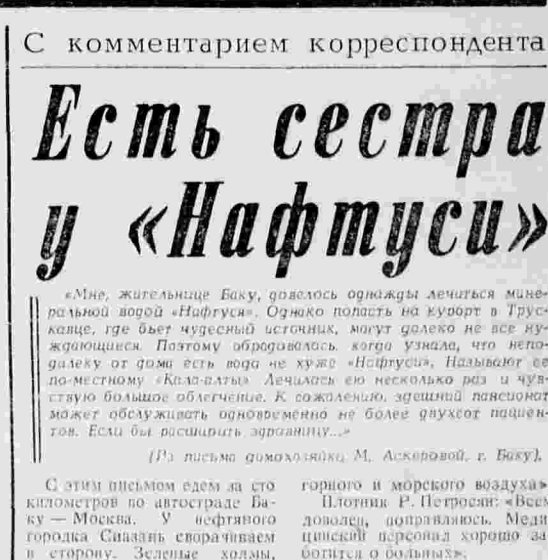 С комментарием корреспондента
Есть сестра
у «Нафтуси»
«Мне, жительнице Баку, довелось однажды лечиться мине-
ральной водой «Нафтуся». Однако попасть на курорт в Трус-
кавце, где бьет чудесный источник, могут далеко не все ну-
ждающиеся. Поэтому обрадовалась, когда узнала, что непо-
далеку от дома есть вода не хуже «Нафтуси». Называют ее
по-местному «Кала-алты». Лечилась ею несколько раз и чув-
ствую большое облегчение. К сожалению, здешний пансионат
может обслуживать одновременно не более двухсот пациен-
тов. Если бы расширить здравницу...»
(Из письма домохозяйки М. Аскеровой, г. Баку).
С этим письмом едем за сто
километров по автостраде Ба-
ку — Москва. У нефтяного
городка Сиазань сворачиваем
в сторону. Зеленые холмы,
горного и морского воздуха»
Плотник Р. Петросян: «Всем
доволен, поправляюсь. Меди
цинский персонал хорошо за
ботится о больных».